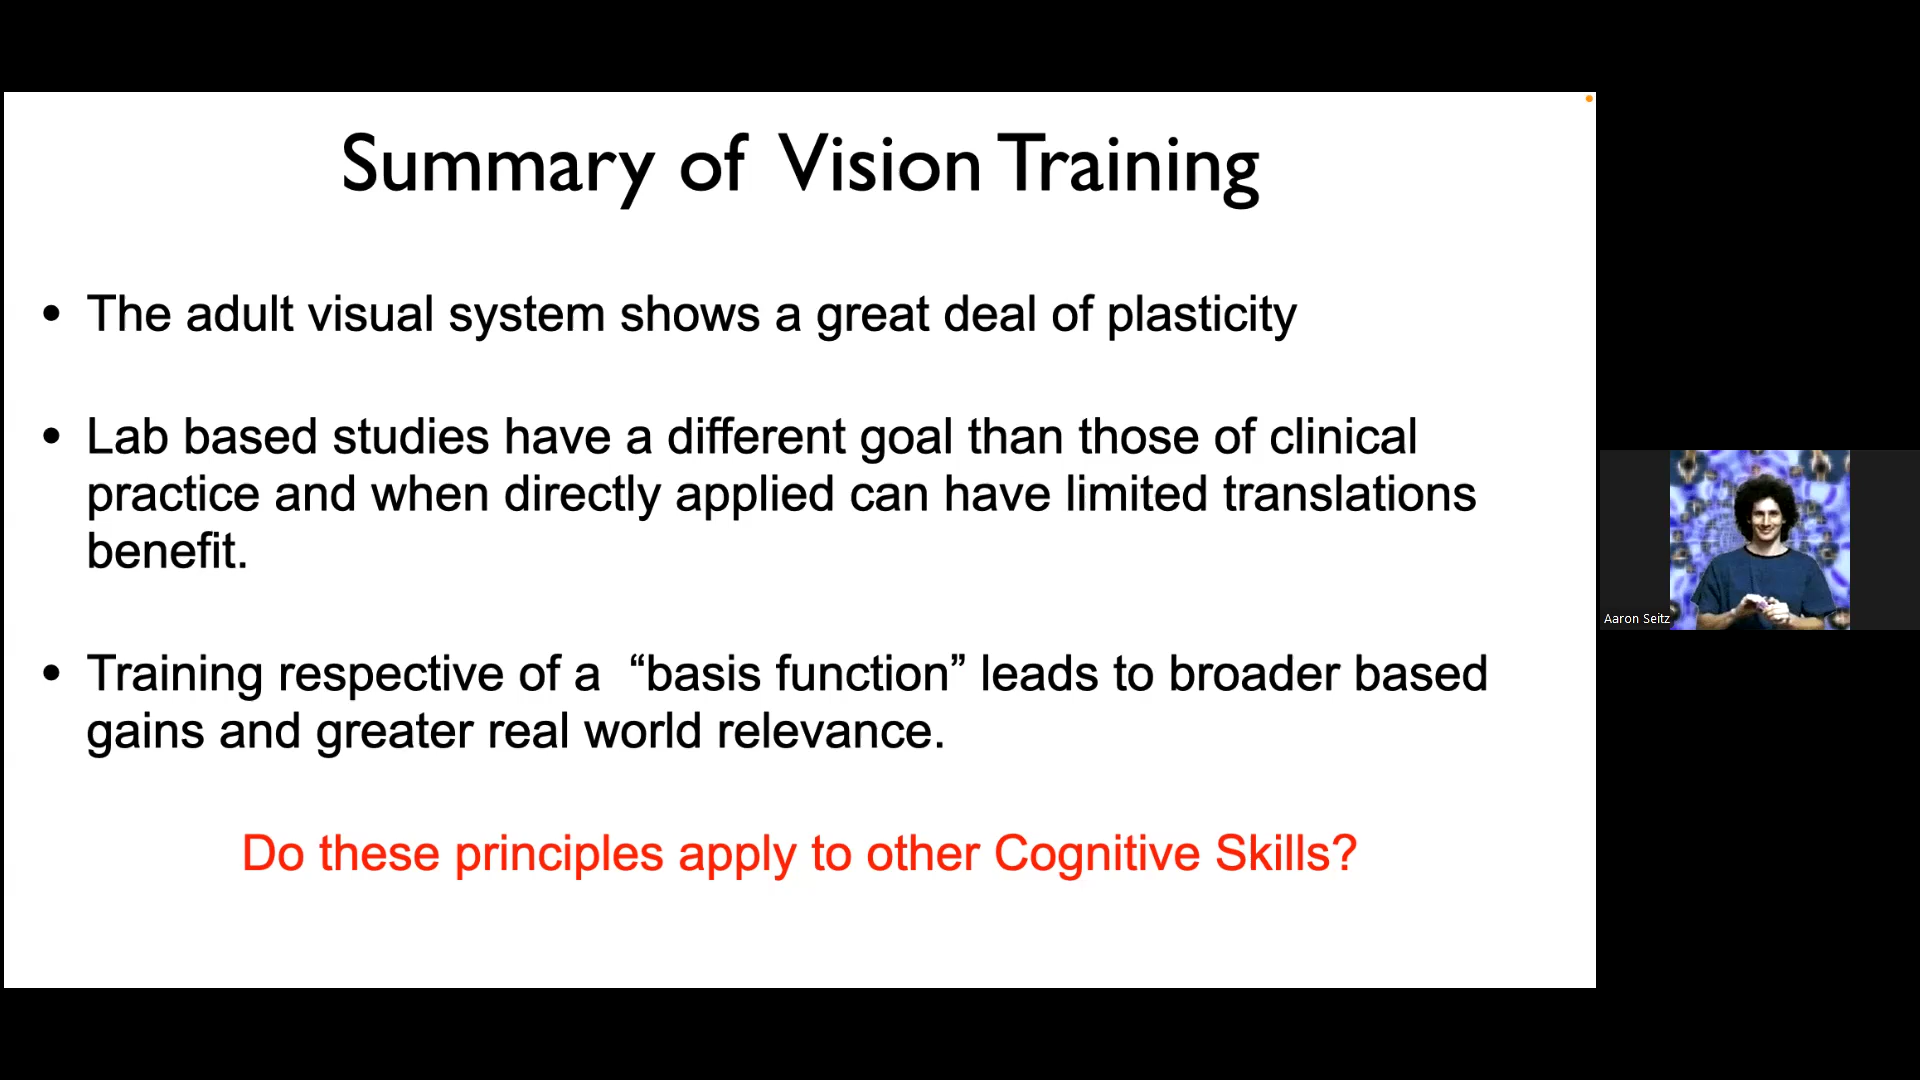 Summary of Vision Training
• The adult visual system shows a great deal of plasticity
• Lab based studies have a different goal than those of clinical
practice and when directly applied can have limited translations
benefit.
• Training respective of a “basis function” leads to broader based
gains and greater real world relevance.
Do these principles apply to other Cognitive Skills?
Aaron Seitz